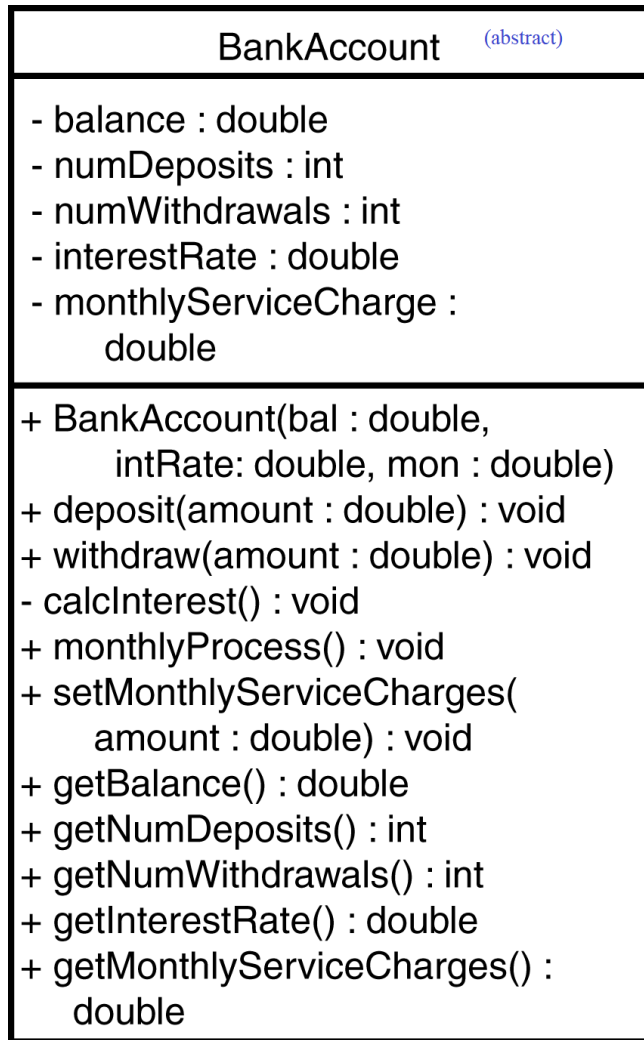 BankAccount (abstract)
- balance : double
- numDeposits : int
- numWithdrawals : int
- interestRate : double
- monthlyServiceCharge :
double
+ BankAccount(bal : double,
intRate: double, mon : double)
+ deposit(amount : double) : void
+ withdraw(amount : double) : void
- calcInterest() : void
+ monthlyProcess() : void
+ setMonthlyServiceCharges(
amount : double) : void
+ getBalance() : double
+ getNumDeposits() : int
+ getNumWithdrawals() : int
+ getInterestRate() : double
+ getMonthlyServiceCharges() :
double